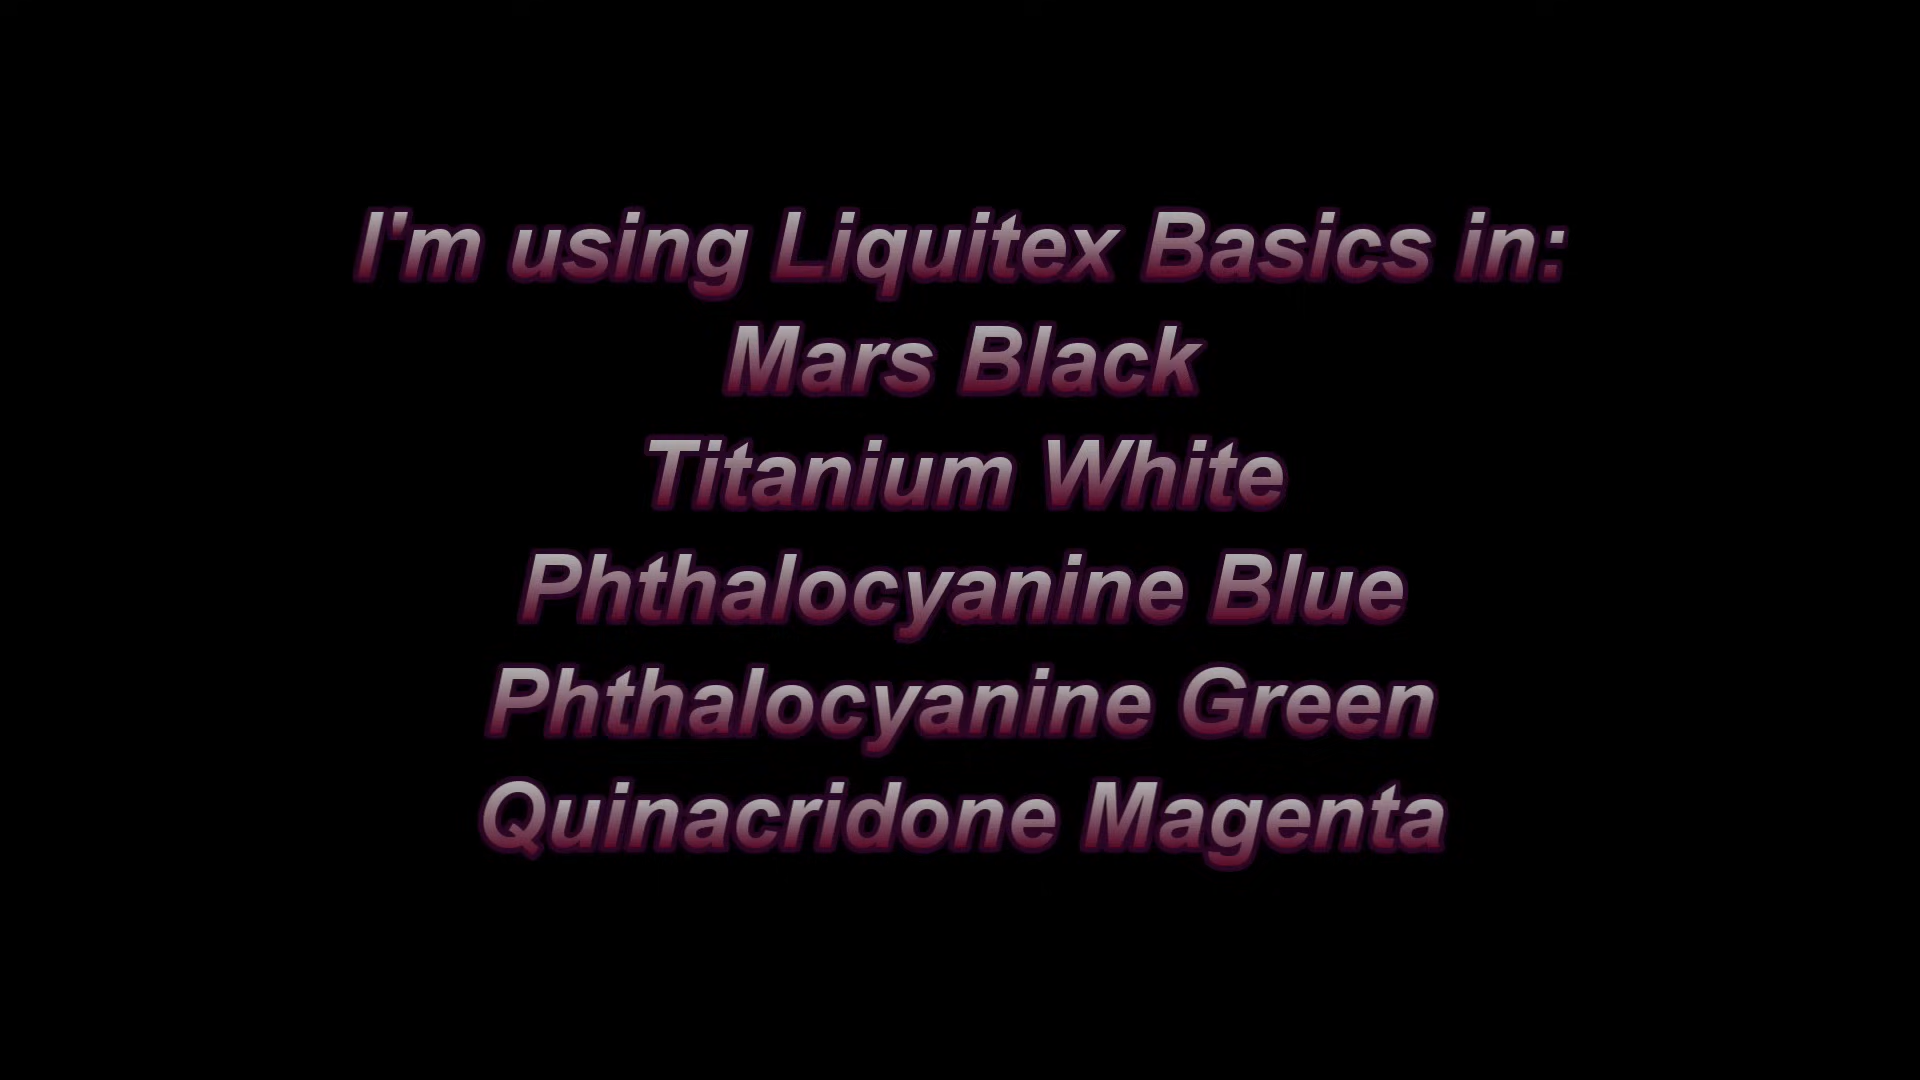 I'm using Liquitex Basics in:
Mars Black
Titanium White
Phthalocyanine Blue
Phthalocyanine Green
Quinacridone Magenta